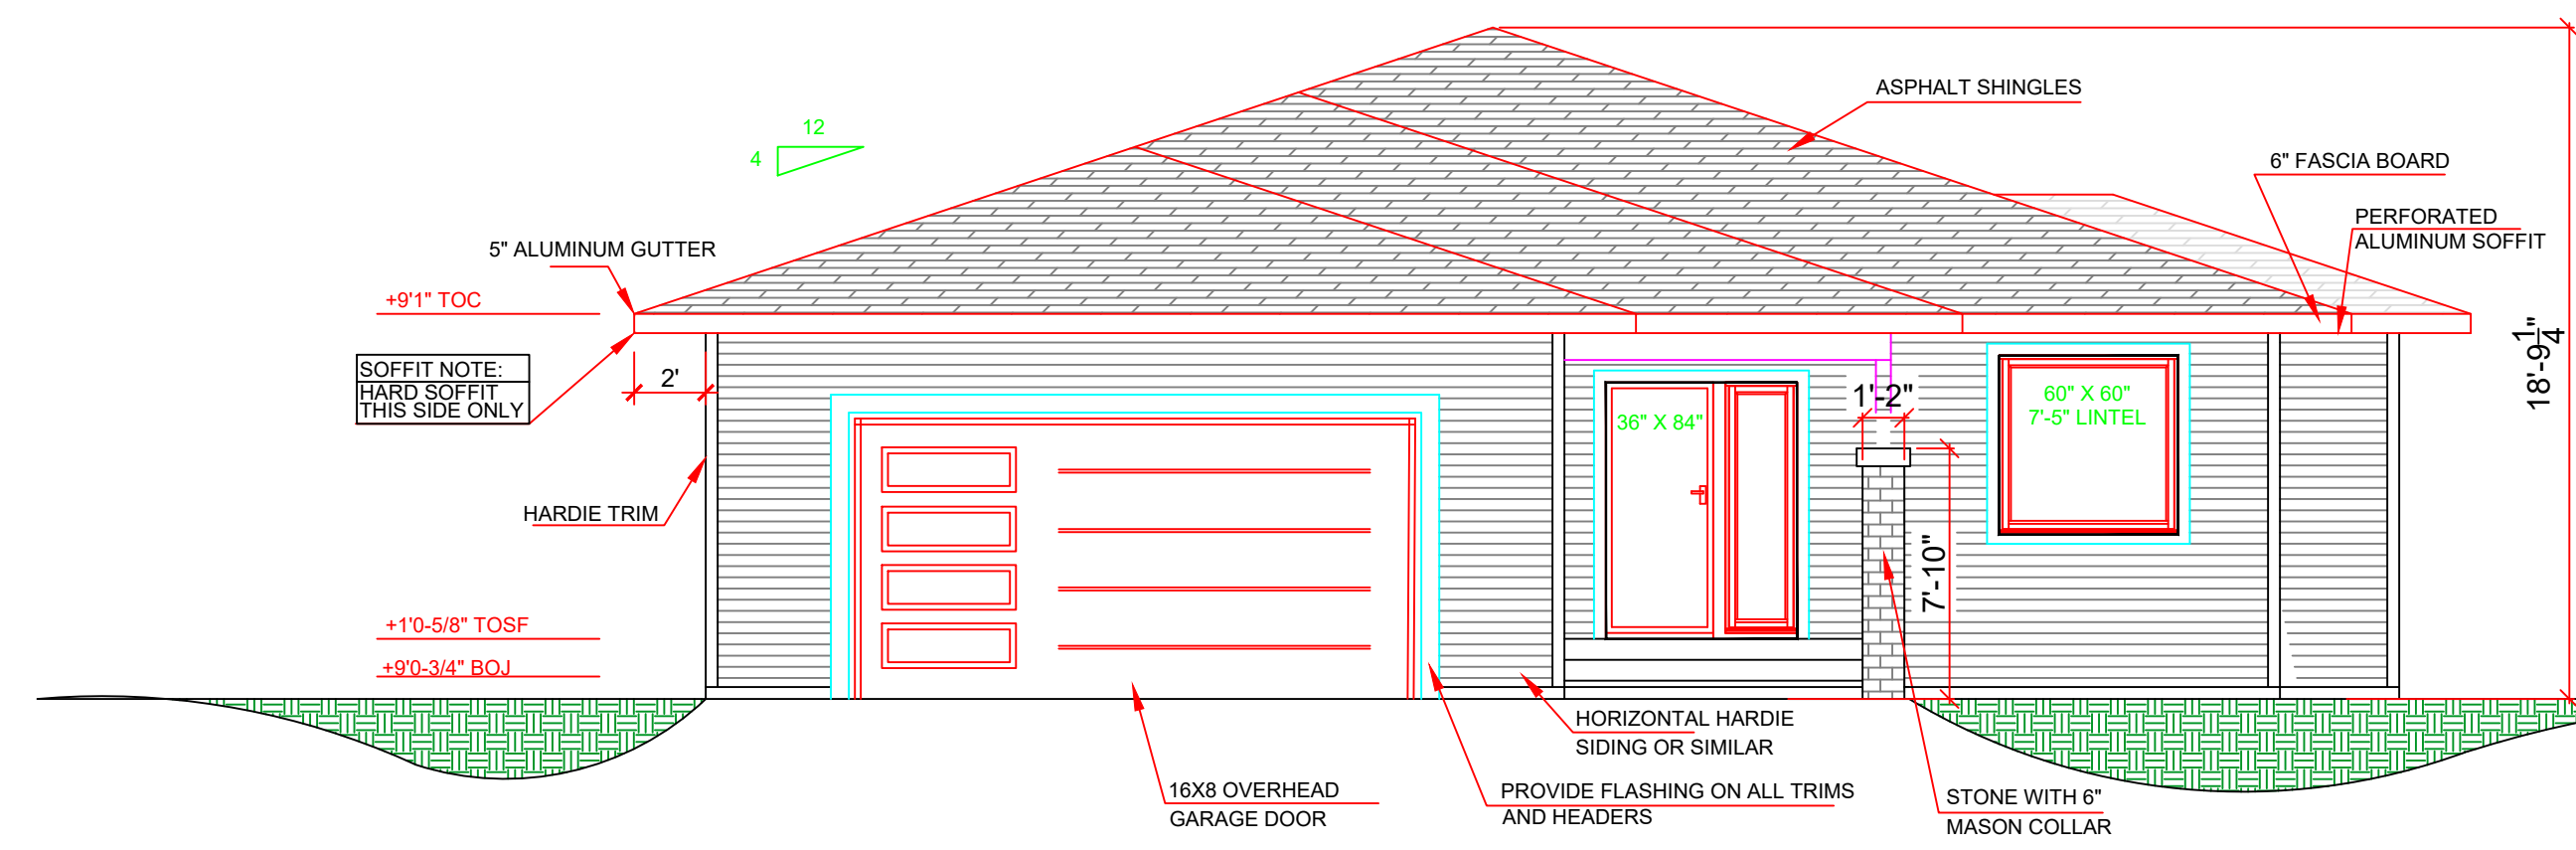 ASPHALT SHINGLES
12
4
6" FASCIA BOARD
PERFORATED
ALUMINUM SOFFIT
5" ALUMINUM GUTTER
+9'1" TOC
18'-9 1/4"
SOFFIT NOTE:
HARD SOFFIT
THIS SIDE ONLY
2'
36" X 84"
1'-2"
60" X 60"
7'-5" LINTEL
HARDIE TRIM
7'-10"
+1'0-5/8" TOSF
+9'0-3/4" BOJ
HORIZONTAL HARDIE
SIDING OR SIMILAR
16X8 OVERHEAD
GARAGE DOOR
PROVIDE FLASHING ON ALL TRIMS
AND HEADERS
STONE WITH 6"
MASON COLLAR